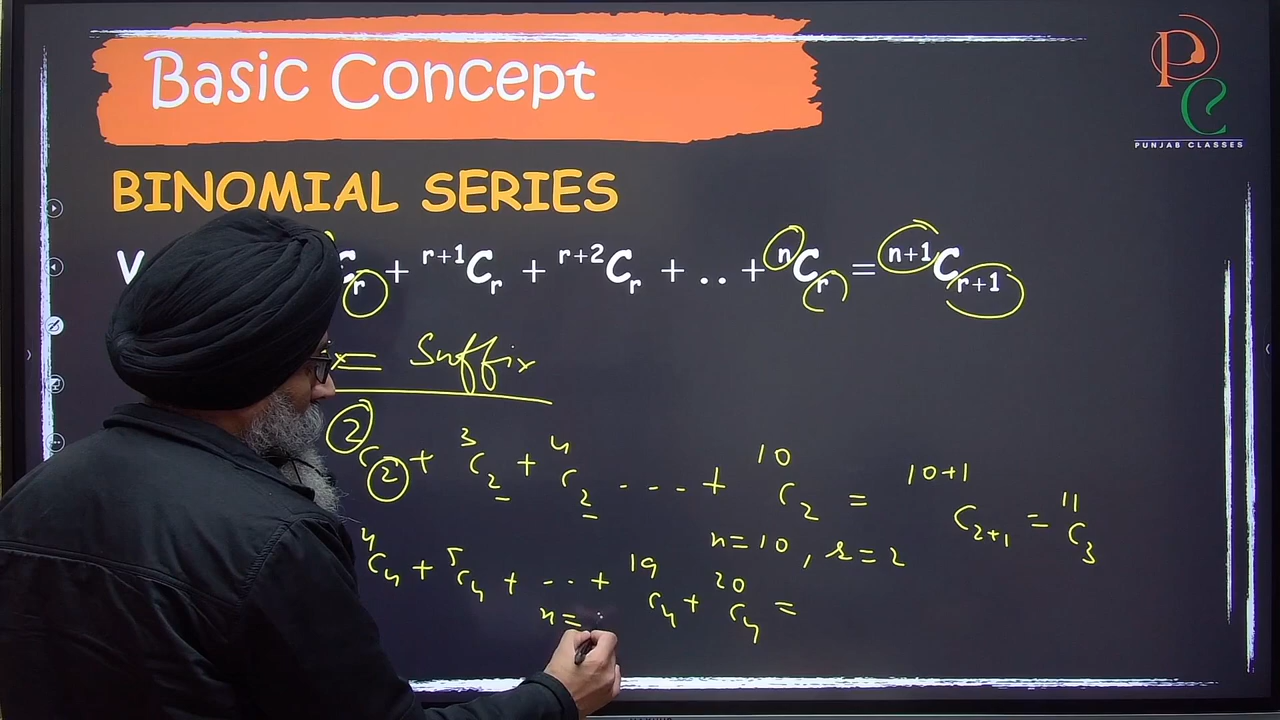 Basic Concept
PUNJAB CLASSES
BINOMIAL SERIES
Cᵣ + ʳ⁺¹Cᵣ + ʳ⁺²Cᵣ + .. + ⁿCᵣ = ⁿ⁺¹Cᵣ₊₁
= Suffix
²C₂ + ³C₂ + ⁴C₂ ---- + ¹⁰C₂ = ¹⁰⁺¹C₂₊₁ = ¹¹C₃
n=10, r=2
⁴C₄ + ⁵C₄ + --- + ¹⁹C₄ + ²⁰C₄ =
n=